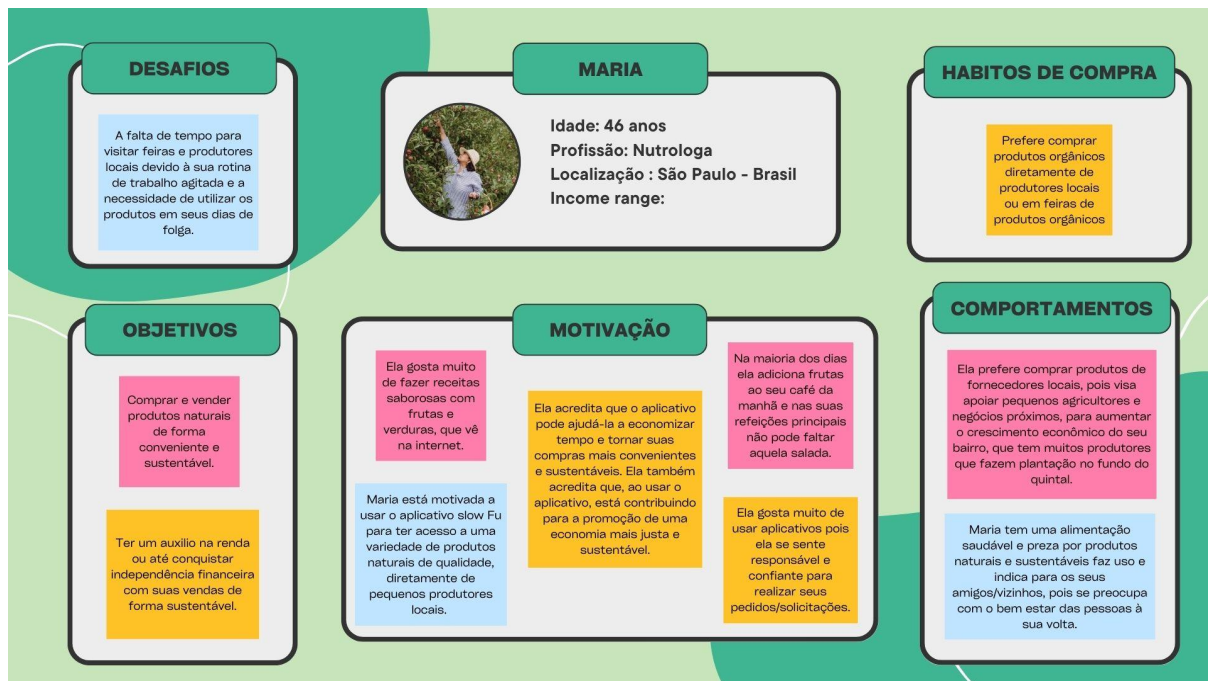 DESAFIOS
A falta de tempo para
visitar feiras e produtores
locais devido à sua rotina
de trabalho agitada e a
necessidade de utilizar os
produtos em seus dias de
folga.
MARIA
Idade: 46 anos
Profissão: Nutrologa
Localização : São Paulo - Brasil
Income range:
HABITOS DE COMPRA
Prefere comprar
produtos orgânicos
diretamente de
produtores locais
ou em feiras de
produtos orgânicos
OBJETIVOS
Comprar e vender
produtos naturais
de forma
conveniente e
sustentável.
Ter um auxilio na renda
ou até conquistar
independência financeira
com suas vendas de
forma sustentável.
MOTIVAÇÃO
Ela gosta muito
de fazer receitas
saborosas com
frutas e
verduras, que vê
na internet.
Maria está motivada a
usar o aplicativo slow Fu
para ter acesso a uma
variedade de produtos
naturais de qualidade,
diretamente de
pequenos produtores
locais.
Ela acredita que o aplicativo
pode ajudá-la a economizar
tempo e tornar suas
compras mais convenientes
e sustentáveis. Ela também
acredita que, ao usar o
aplicativo, está contribuindo
para a promoção de uma
economia mais justa e
sustentável.
Na maioria dos dias
ela adiciona frutas
ao seu café da
manhã e nas suas
refeições principais
não pode faltar
aquela salada.
Ela gosta muito de
usar aplicativos pois
ela se sente
responsável e
confiante para
realizar seus
pedidos/solicitações.
COMPORTAMENTOS
Ela prefere comprar produtos de
fornecedores locais, pois visa
apoiar pequenos agricultores e
negócios próximos, para aumentar
o crescimento econômico do seu
bairro, que tem muitos produtores
que fazem plantação no fundo do
quintal.
Maria tem uma alimentação
saudável e preza por produtos
naturais e sustentáveis faz uso e
indica para os seus
amigos/vizinhos, pois se preocupa
com o bem estar das pessoas à
sua volta.